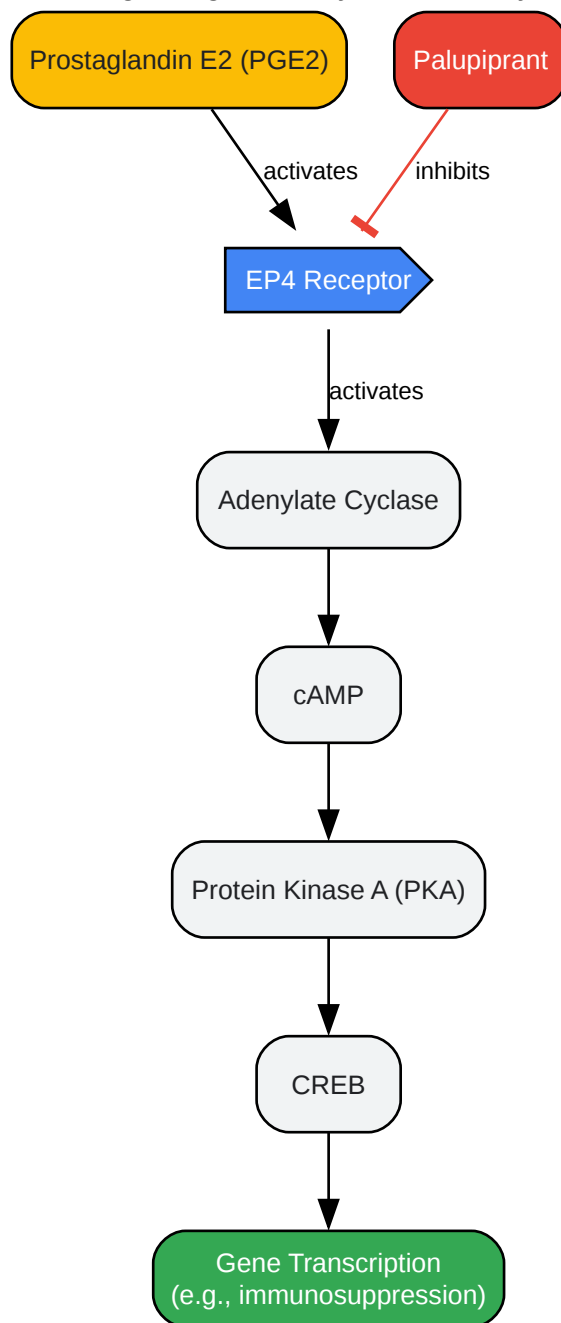 Prostaglandin E2 (PGE2)
Palupiprant
activates
inhibits
EP4 Receptor
activates
Adenylate Cyclase
cAMP
Protein Kinase A (PKA)
CREB
Gene Transcription
(e.g., immunosuppression)